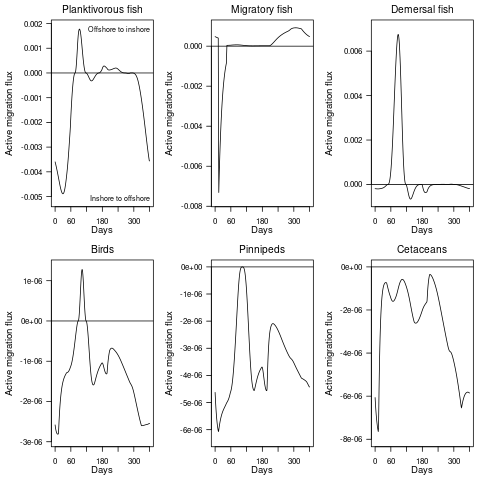 Planktivorous fish
Active migration flux
0.002
0.001
0.000
-0.001
-0.002
-0.003
-0.004
-0.005
Offshore to inshore
Inshore to offshore
0 60 180 300
Days
Migratory fish
Active migration flux
0.000
-0.002
-0.004
-0.006
-0.008
0 60 180 300
Days
Demersal fish
Active migration flux
0.006
0.004
0.002
0.000
0 60 180 300
Days
Birds
Active migration flux
1e-06
0e+00
-1e-06
-2e-06
-3e-06
0 60 180 300
Days
Pinnipeds
Active migration flux
0e+00
-1e-06
-2e-06
-3e-06
-4e-06
-5e-06
-6e-06
0 60 180 300
Days
Cetaceans
Active migration flux
0e+00
-2e-06
-4e-06
-6e-06
-8e-06
0 60 180 300
Days